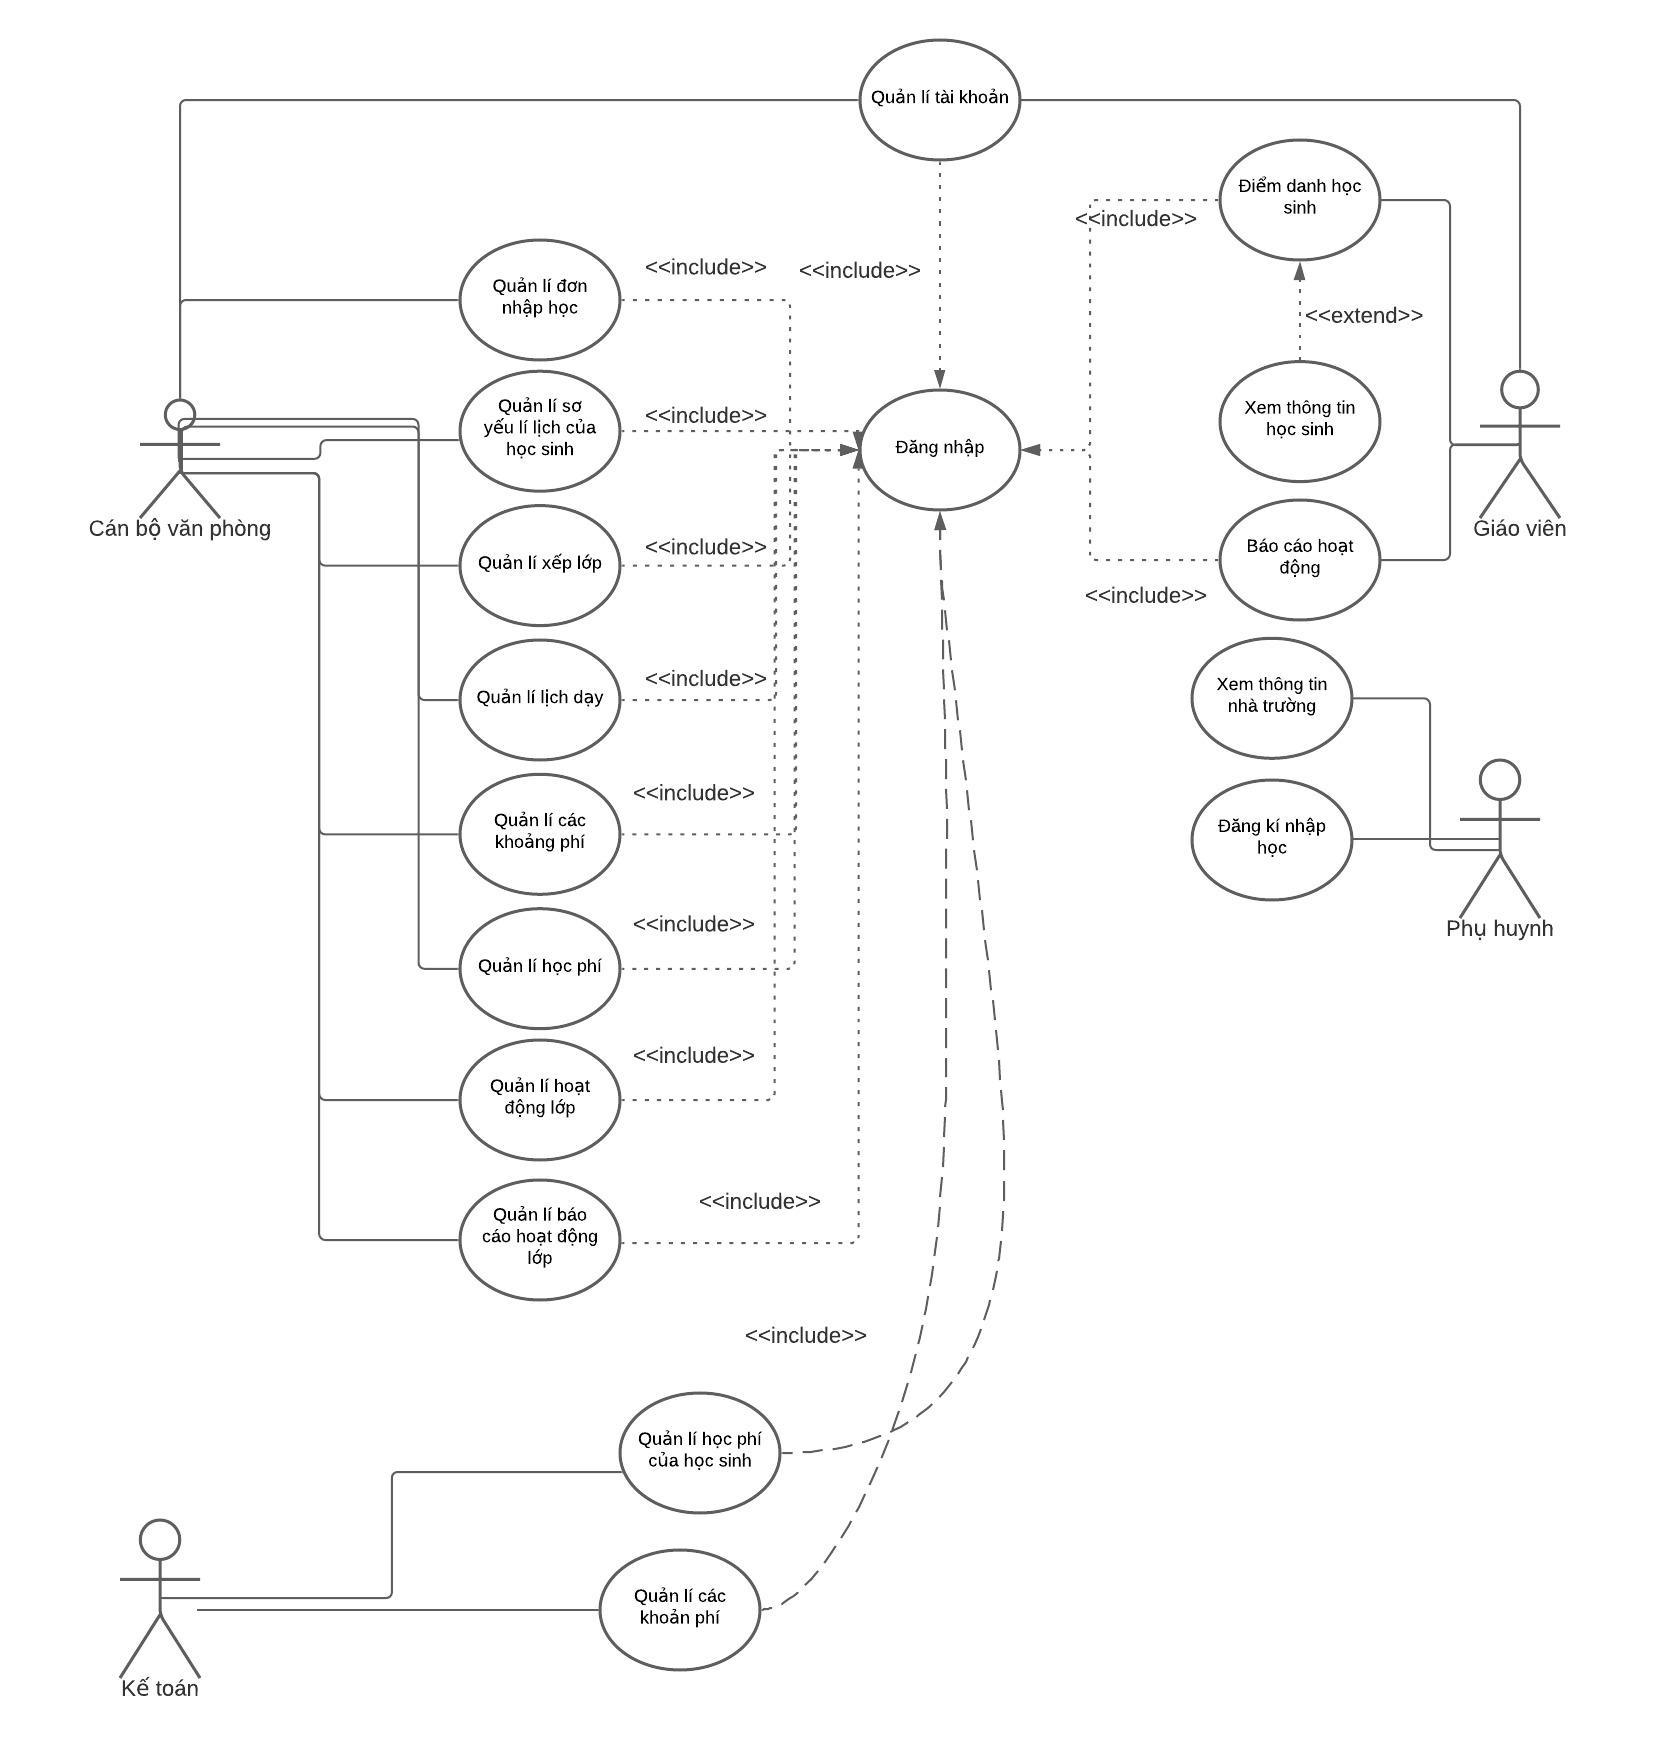 Quản lí tài khoản
Điểm danh học
sinh
<<include>>
<<include>>
<<include>>
Quản lí đơn
nhập học
<<extend>>
Quản lí sơ
yếu lí lịch của
học sinh
<<include>>
Đăng nhập
Xem thông tin
học sinh
Cán bộ văn phòng
Giáo viên
Quản lí xếp lớp
<<include>>
Báo cáo hoạt
động
<<include>>
Quản lí lịch dạy
<<include>>
Xem thông tin
nhà trường
Quản lí các
khoảng phí
<<include>>
Đăng kí nhập
học
Phụ huynh
Quản lí học phí
<<include>>
Quản lí hoạt
động lớp
<<include>>
Quản lí báo
cáo hoạt động
lớp
<<include>>
<<include>>
Quản lí học phí
của học sinh
Quản lí các
khoản phí
Kế toán